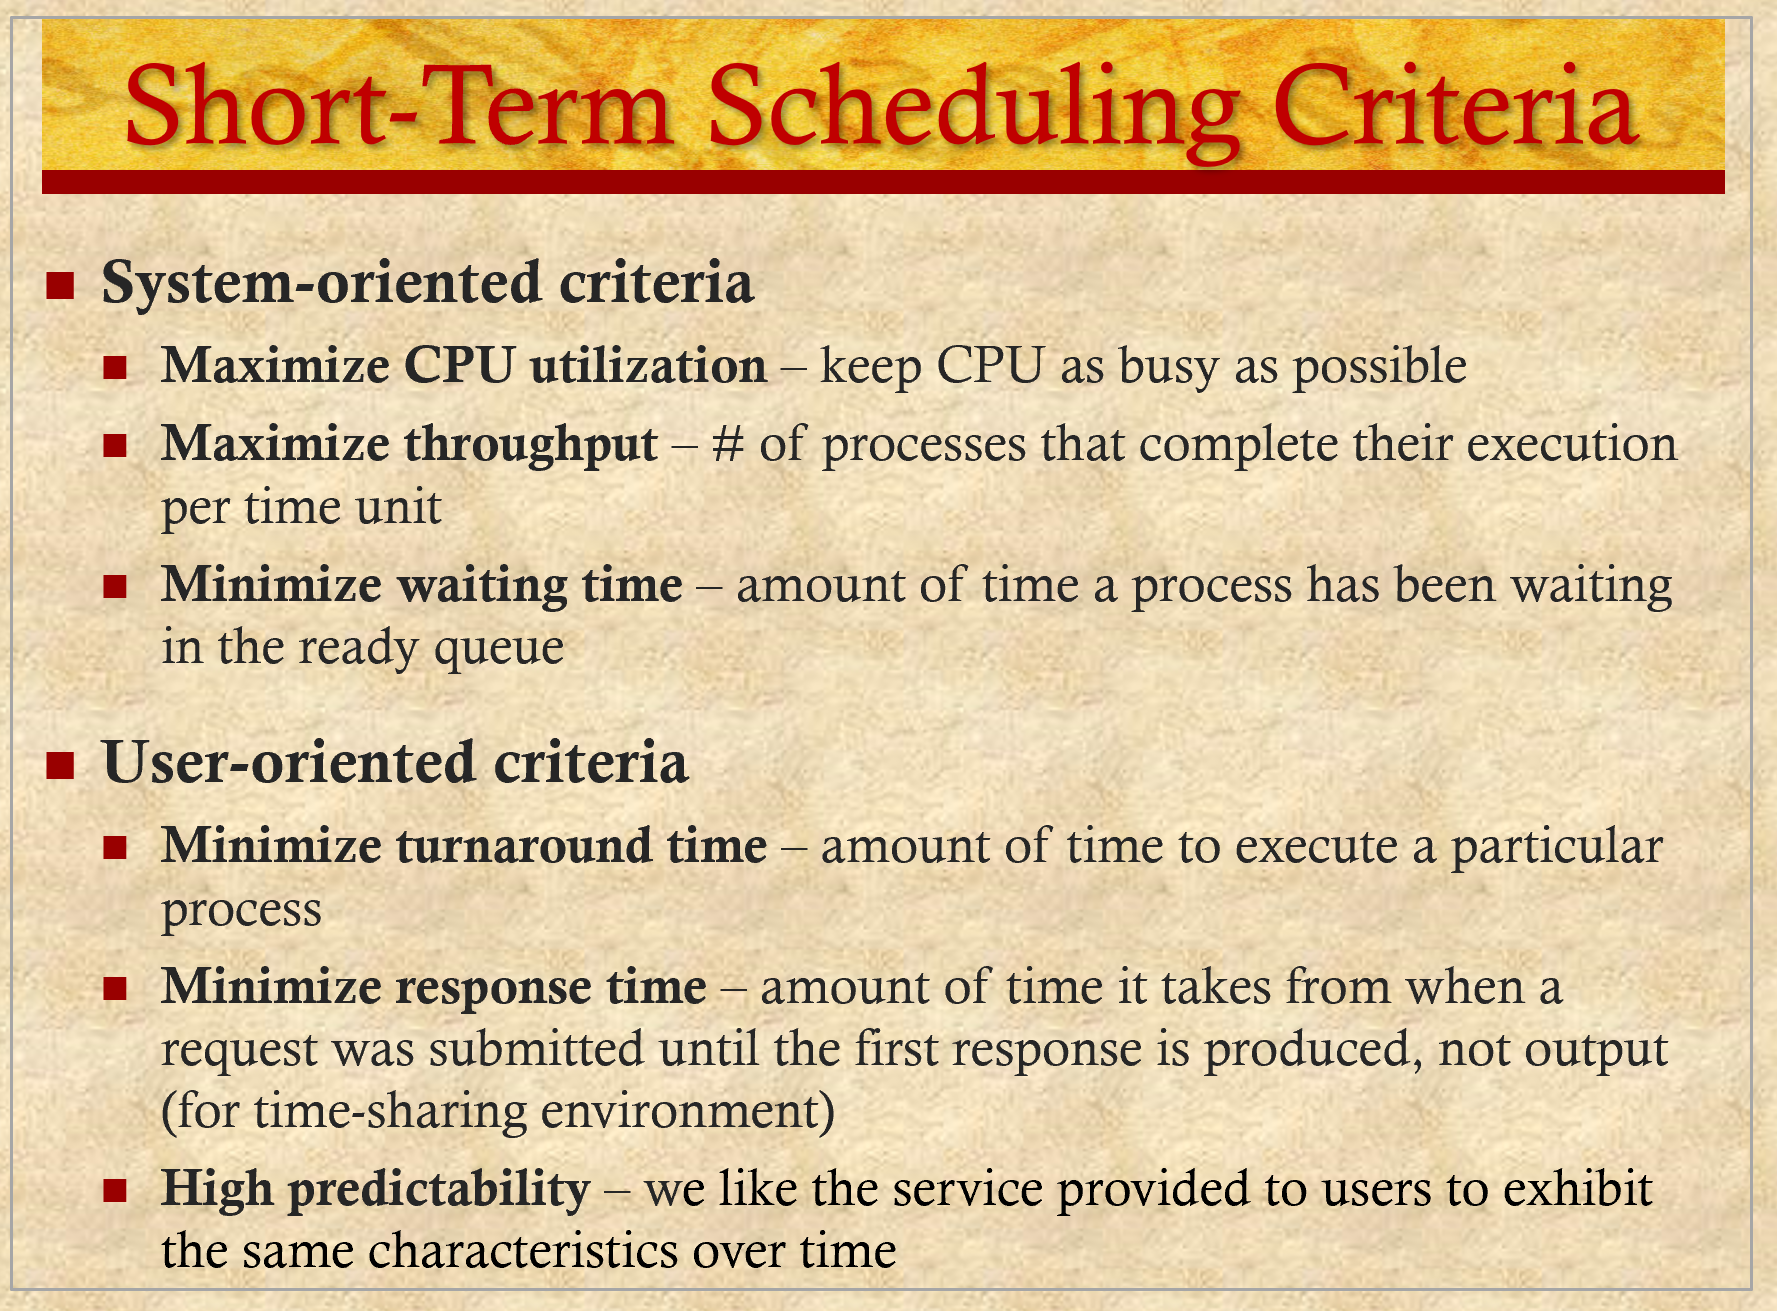 Short-Term Scheduling Criteria
System-oriented criteria
Maximize CPU utilization – keep CPU as busy as possible
Maximize throughput – # of processes that complete their execution
per time unit
Minimize waiting time – amount of time a process has been waiting
in the ready queue
User-oriented criteria
Minimize turnaround time – amount of time to execute a particular
process
Minimize response time – amount of time it takes from when a
request was submitted until the first response is produced, not output
(for time-sharing environment)
High predictability – we like the service provided to users to exhibit
the same characteristics over time